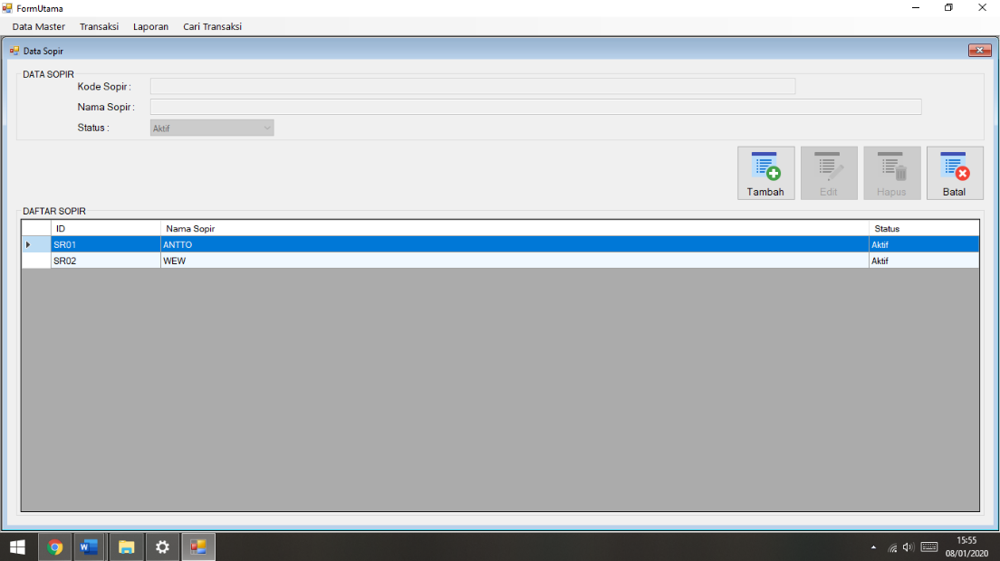 FormUtama
Data Master Transaksi Laporan Cari Transaksi
Data Sopir
DATA SOPIR
Kode Sopir :
Nama Sopir :
Status : Aktif
Tambah Edit Hapus Batal
DAFTAR SOPIR
ID Nama Sopir Status
SR01 ANTTO Aktif
SR02 WEW Aktif
15:55
08/01/2020